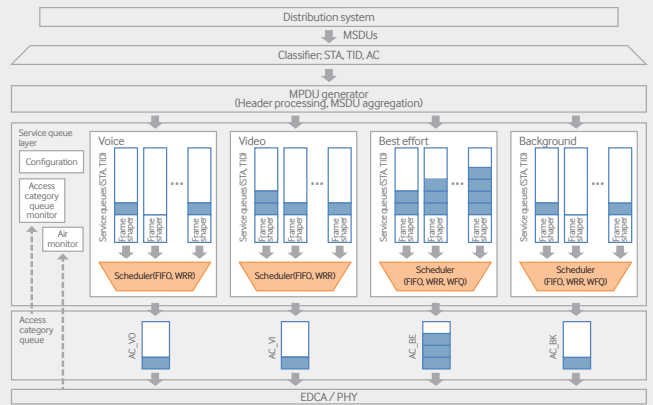 Distribution system
MSDUs
Classifier; STA, TID, AC
MPDU generator
(Header processing, MSDU aggregation)
Service queue
layer
Configuration
Access
category
queue
monitor
Air
monitor
Voice
Service queues(STA, TID)
...
Frame
shaper
Frame
shaper
Frame
shaper
Scheduler(FIFO, WRR)
Video
Service queues(STA, TID)
...
Frame
shaper
Frame
shaper
Frame
shaper
Scheduler(FIFO, WRR)
Best effort
Service queues(STA, TID)
...
Frame
shaper
Frame
shaper
Frame
shaper
Scheduler
(FIFO, WRR, WFQ)
Background
Service queues(STA, TID)
...
Frame
shaper
Frame
shaper
Frame
shaper
Scheduler
(FIFO, WRR, WFQ)
Access
category
queue
AC_VO
AC_VI
AC_BE
AC_BK
EDCA / PHY